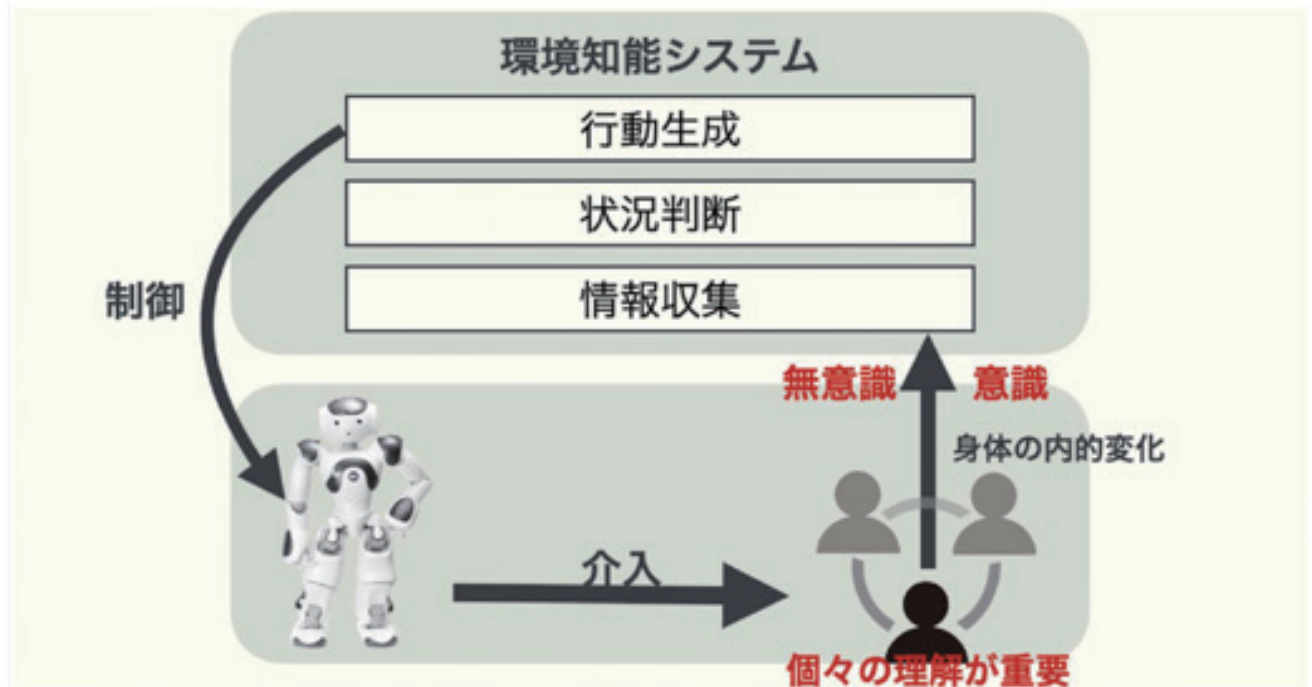 環境知能システム
行動生成
状況判断
情報収集
制御
無意識
意識
身体の内的変化
介入
個々の理解が重要